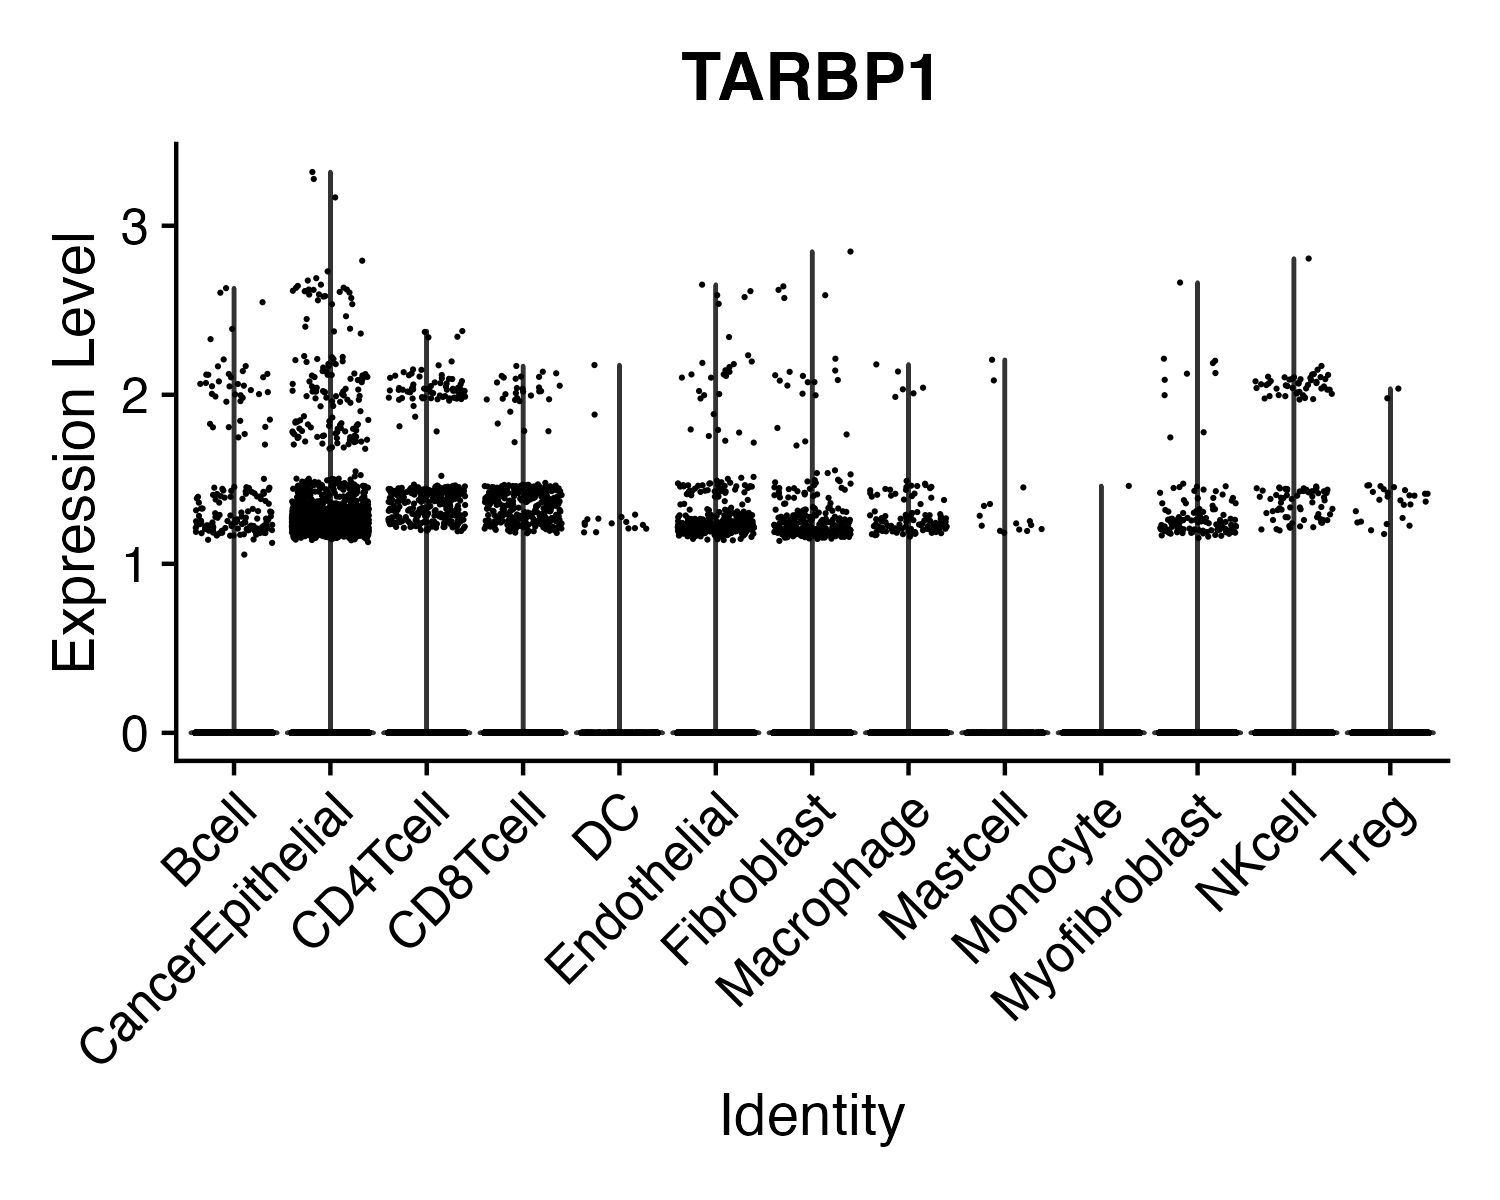 TARBP1
Expression Level
3
2
1
0
Bcell
CancerEpithelial
CD4Tcell
CD8Tcell
DC
Endothelial
Fibroblast
Macrophage
Mastcell
Monocyte
Myofibroblast
NKcell
Treg
Identity